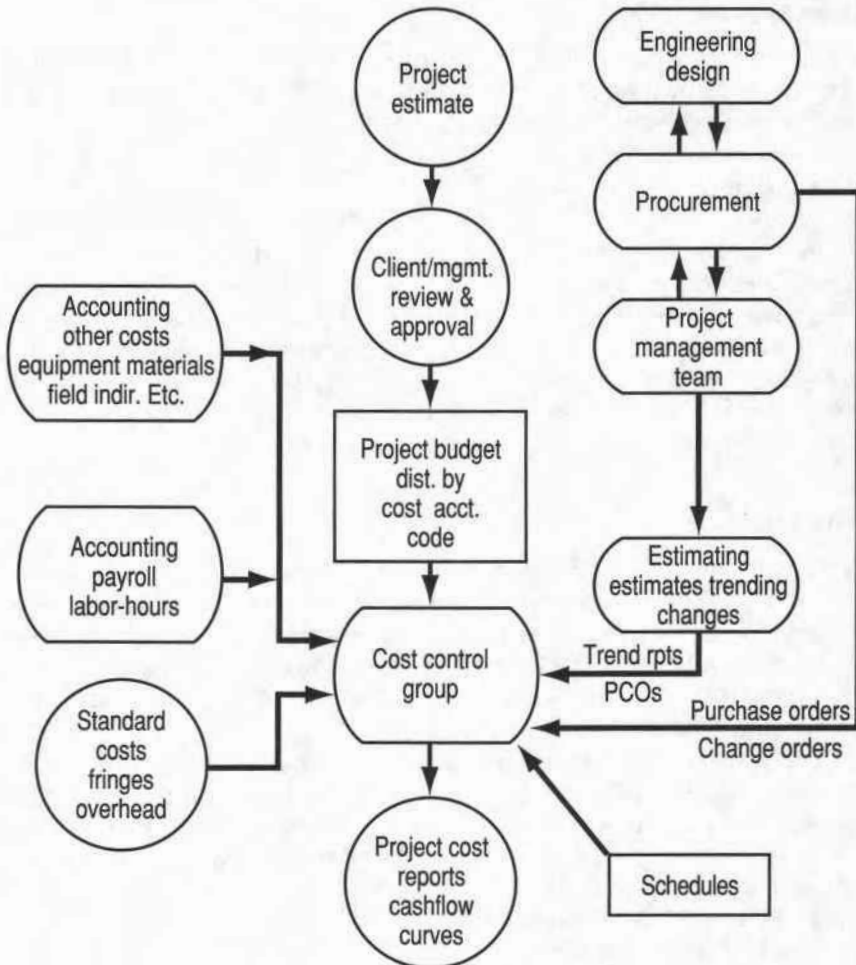 Project
estimate
Engineering
design
Procurement
Client/mgmt.
review &
approval
Project
management
team
Accounting
other costs
equipment materials
field indir. Etc.
Project budget
dist. by
cost acct.
code
Accounting
payroll
labor-hours
Estimating
estimates trending
changes
Cost control
group
Trend rpts
PCOs
Standard
costs
fringes
overhead
Purchase orders
Change orders
Project cost
reports
cashflow
curves
Schedules